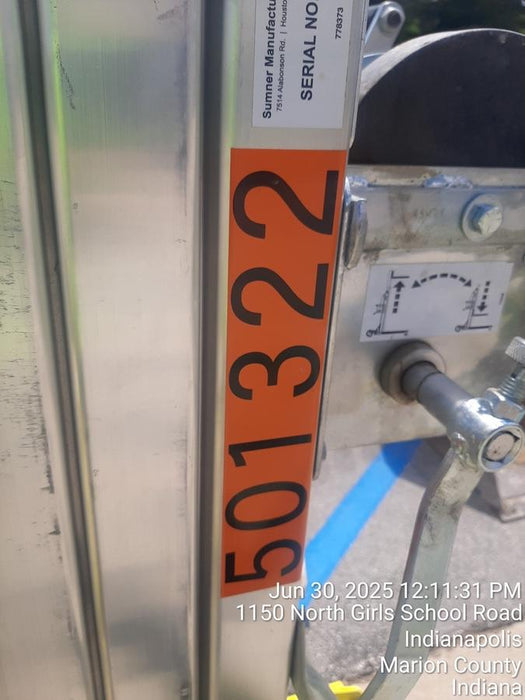 Sumner Manufactu
7514 Alabonson Rd. | Housto
SERIAL NO
778373
501322
Jun 30, 2025 12:11:31 PM
1150 North Girls School Road
Indianapolis
Marion County
Indiana